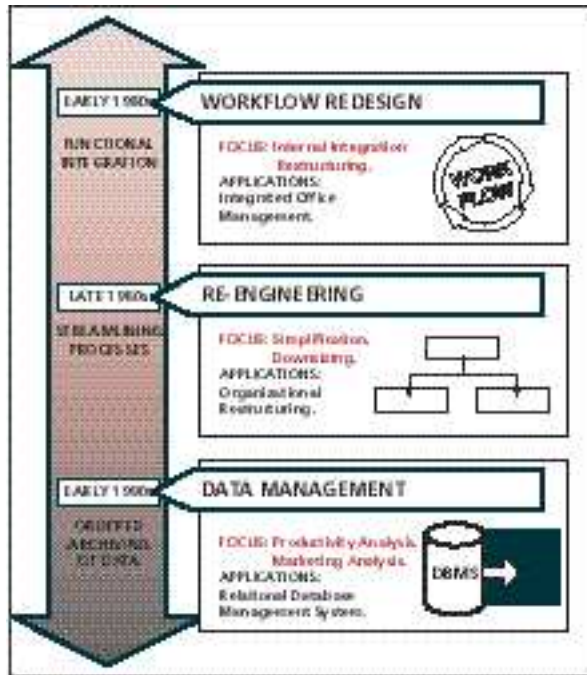 EARLY 1980s
WORKFLOW REDESIGN
FUNCTIONAL
INTEGRATION
FOCUS: Internal Integration
Restructuring.
APPLICATIONS:
Integrated Office
Management.
WORK
FLOW
LATE 1980s
RE-ENGINEERING
STREAMLINING
PROCESSES
FOCUS: Simplification,
Downsizing.
APPLICATIONS:
Organizational
Restructuring.
EARLY 1990s
DATA MANAGEMENT
ORDERED
ARCHIVING
OF DATA
FOCUS: Productivity Analysis,
Marketing Analysis.
APPLICATIONS:
Relational Database
Management System.
DBMS